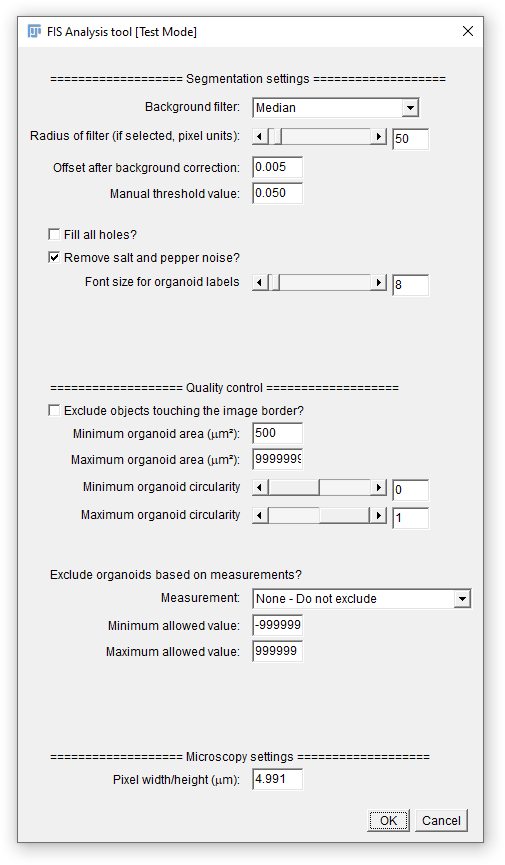 FIS Analysis tool [Test Mode]
=================== Segmentation settings ===================
Background filter: Median
Radius of filter (if selected, pixel units): 50
Offset after background correction: 0.005
Manual threshold value: 0.050
Fill all holes?
Remove salt and pepper noise?
Font size for organoid labels 8
=================== Quality control ===================
Exclude objects touching the image border?
Minimum organoid area (µm²): 500
Maximum organoid area (µm²): 9999999
Minimum organoid circularity 0
Maximum organoid circularity 1
Exclude organoids based on measurements?
Measurement: None - Do not exclude
Minimum allowed value: -999999
Maximum allowed value: 999999
=================== Microscopy settings ===================
Pixel width/height (µm): 4.991
OK Cancel